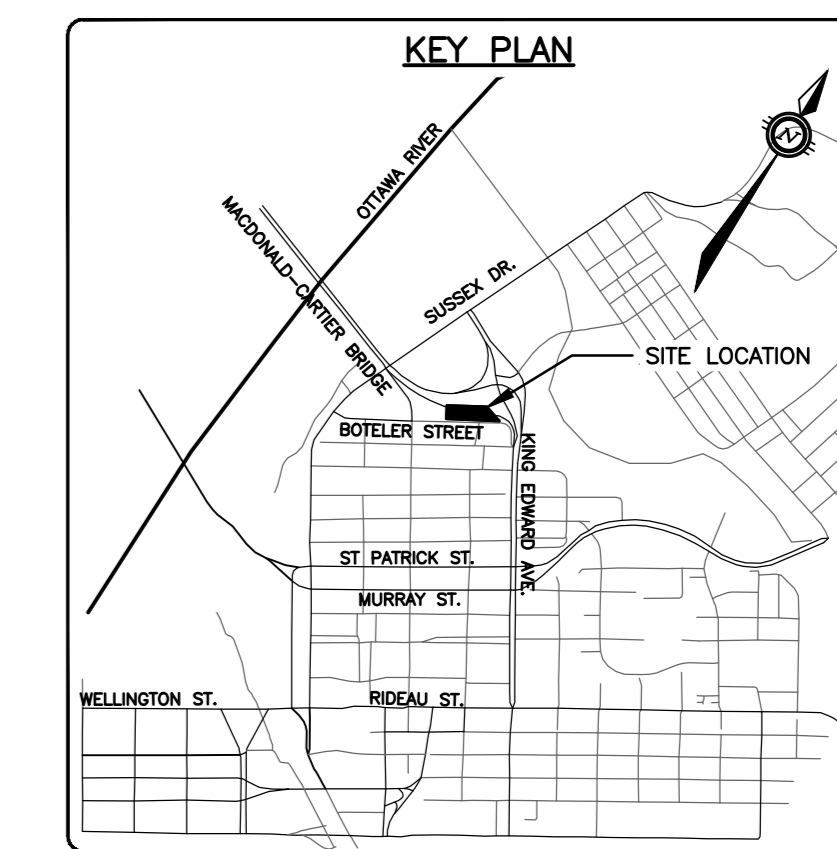 KEY PLAN
N
OTTAWA RIVER
MACDONALD-CARTIER BRIDGE
SUSSEX DR.
SITE LOCATION
BOTELER STREET
KING EDWARD AVE.
ST PATRICK ST.
MURRAY ST.
WELLINGTON ST.
RIDEAU ST.